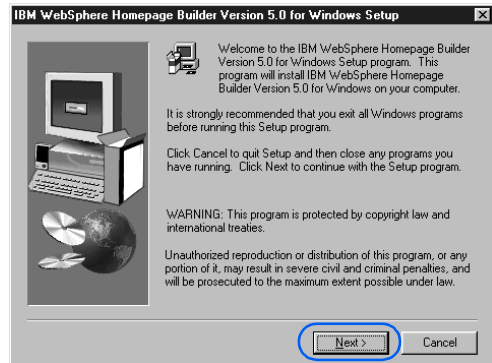 IBM WebSphere Homepage Builder Version 5.0 for Windows Setup
Welcome to the IBM WebSphere Homepage Builder
Version 5.0 for Windows Setup program. This
program will install IBM WebSphere Homepage
Builder Version 5.0 for Windows on your computer.
It is strongly recommended that you exit all Windows programs
before running this Setup program.
Click Cancel to quit Setup and then close any programs you
have running. Click Next to continue with the Setup program.
WARNING: This program is protected by copyright law and
international treaties.
Unauthorized reproduction or distribution of this program, or any
portion of it, may result in severe civil and criminal penalties, and
will be prosecuted to the maximum extent possible under law.
Next > Cancel